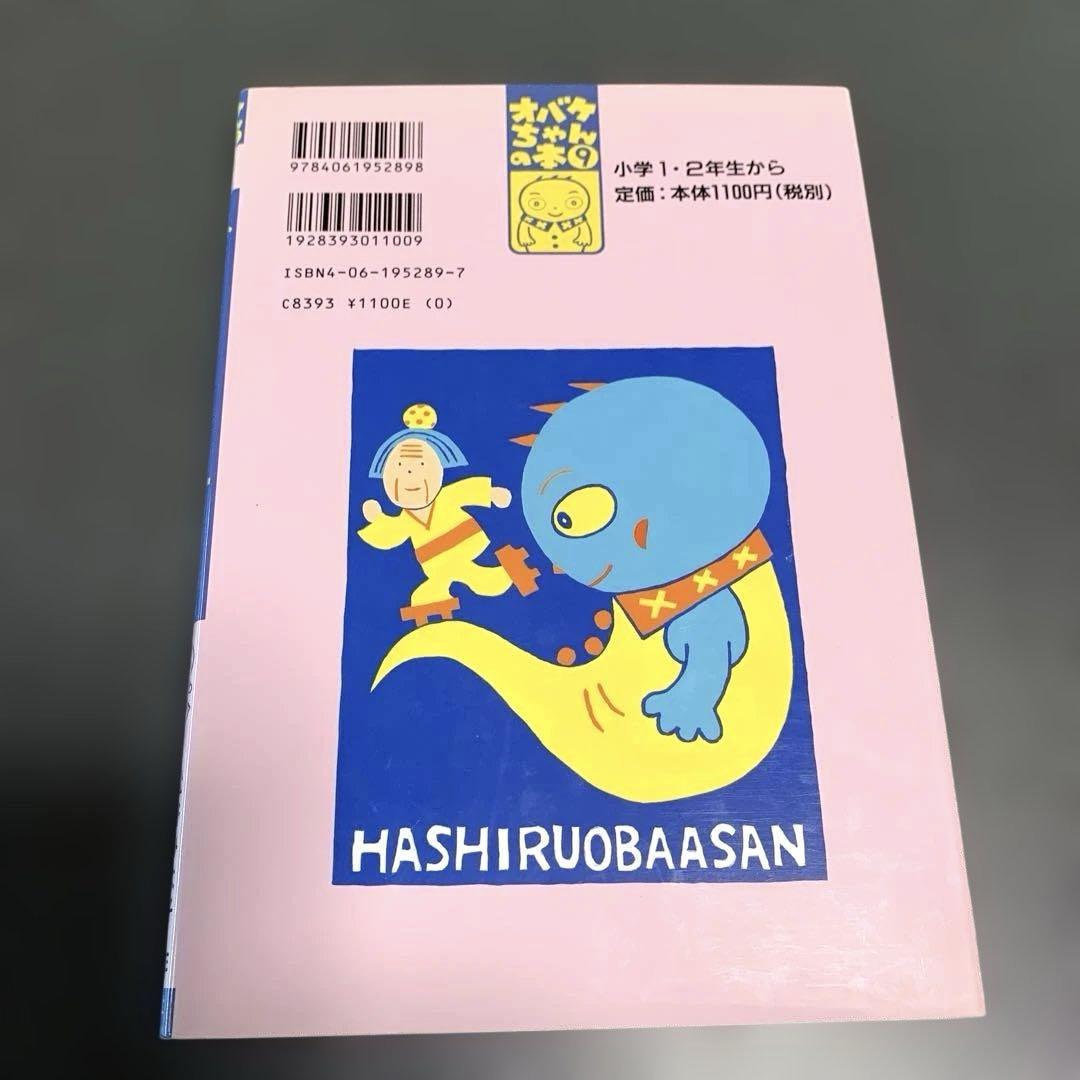 9784061952898
1928393011009
ISBN4-06-195289-7
C8393 ¥1100E (0)
オバケ
ちゃん
の本9
小学1・2年生から
定価：本体1100円(税別)
HASHIRUOBAASAN